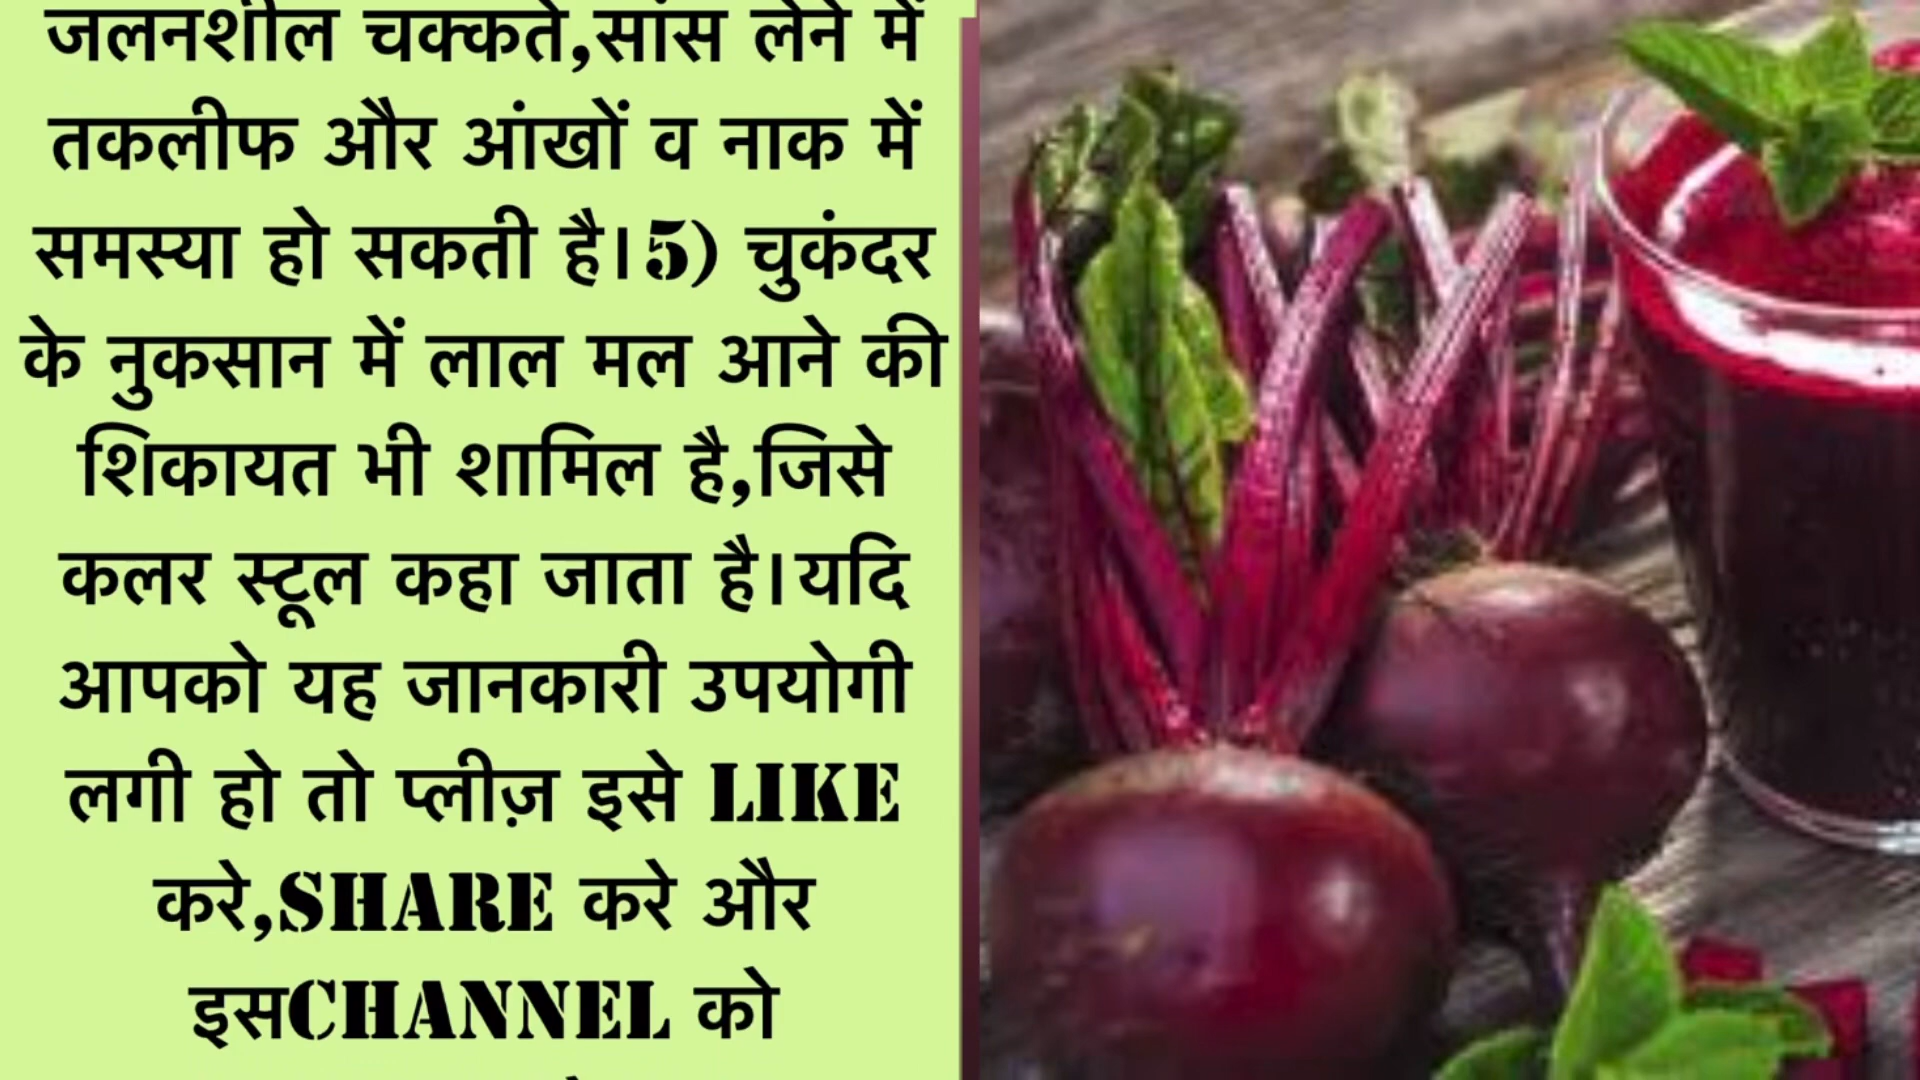 जलनशील चक्कते,सांस लेने में
तकलीफ और आंखों व नाक में
समस्या हो सकती है।5) चुकंदर
के नुकसान में लाल मल आने की
शिकायत भी शामिल है,जिसे
कलर स्टूल कहा जाता है।यदि
आपको यह जानकारी उपयोगी
लगी हो तो प्लीज़ इसे LIKE
करे,SHARE करे और
इसCHANNEL को